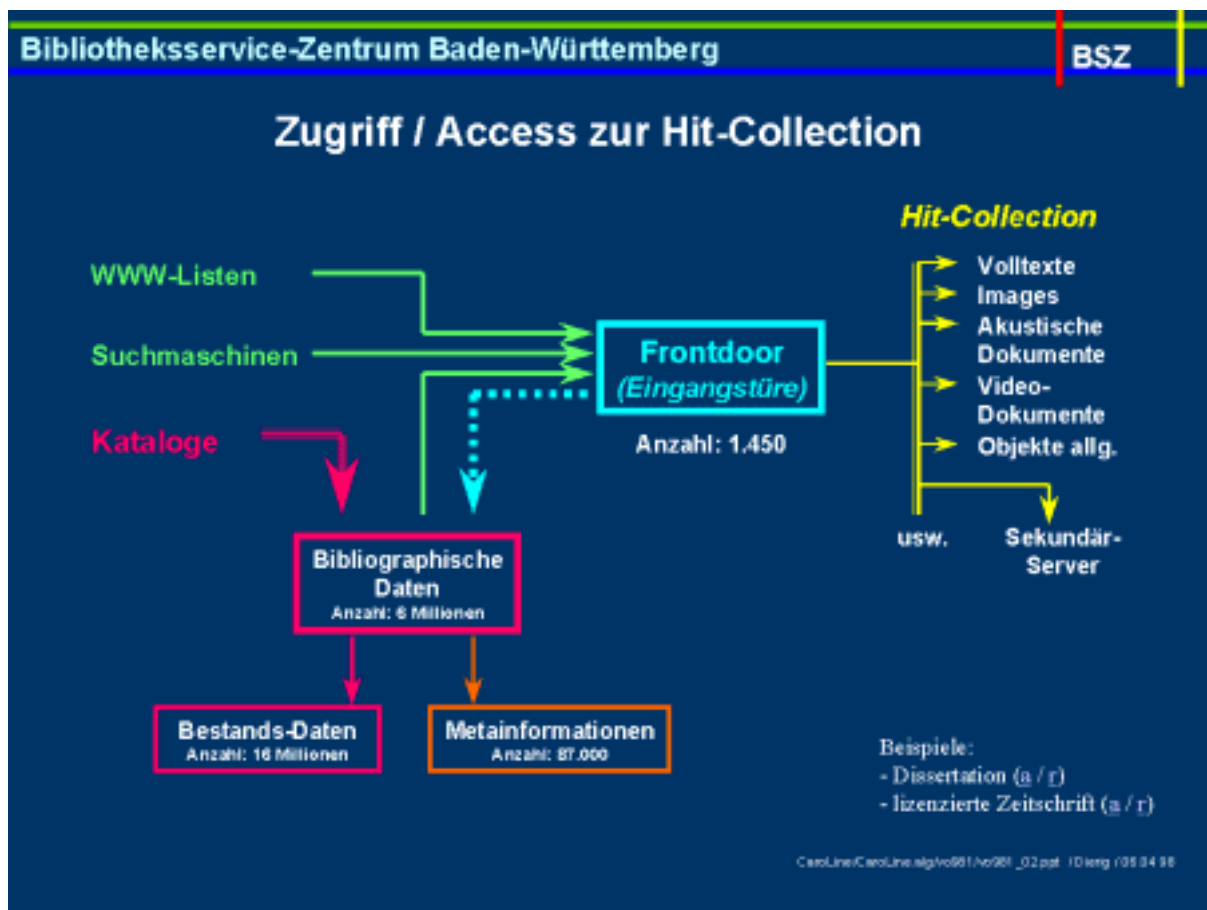 Bibliotheksservice-Zentrum Baden-Württemberg
BSZ
Zugriff / Access zur Hit-Collection
Hit-Collection
WWW-Listen
Suchmaschinen
Kataloge
Frontdoor
(Eingangstüre)
Anzahl: 1.450
Volltexte
Images
Akustische
Dokumente
Video-
Dokumente
Objekte allg.
usw.
Sekundär-
Server
Bibliographische
Daten
Anzahl: 6 Millionen
Bestands-Daten
Anzahl: 16 Millionen
Metainformationen
Anzahl: 87.000
Beispiele:
- Dissertation (a / r)
- lizenzierte Zeitschrift (a / r)